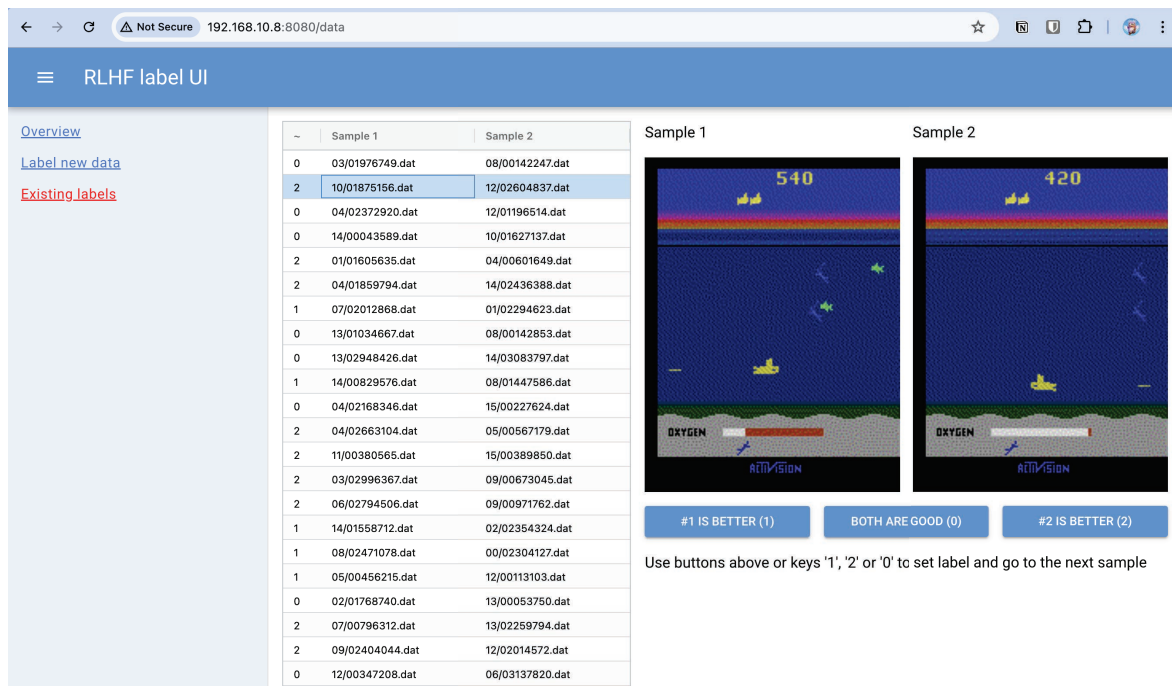 Not Secure 192.168.10.8:8080/data
RLHF label UI
Overview
Label new data
Existing labels
~ Sample 1 Sample 2
0 03/01976749.dat 08/00142247.dat
2 10/01875156.dat 12/02604837.dat
0 04/02372920.dat 12/01196514.dat
0 14/00043589.dat 10/01627137.dat
2 01/01605635.dat 04/00601649.dat
2 04/01859794.dat 14/02436388.dat
1 07/02012868.dat 01/02294623.dat
0 13/01034667.dat 08/00142853.dat
0 13/02948426.dat 14/03083797.dat
1 14/00829576.dat 08/01447586.dat
0 04/02168346.dat 15/00227624.dat
2 04/02663104.dat 05/00567179.dat
2 11/00380565.dat 15/00389850.dat
2 03/02996367.dat 09/00673045.dat
2 06/02794506.dat 09/00971762.dat
1 14/01558712.dat 02/02354324.dat
1 08/02471078.dat 00/02304127.dat
1 05/00456215.dat 12/00113103.dat
0 02/01768740.dat 13/00053750.dat
2 07/00796312.dat 13/02259794.dat
2 09/02404044.dat 12/02014572.dat
0 12/00347208.dat 06/03137820.dat
Sample 1 Sample 2
540 420
OXYGEN OXYGEN
ACTIVISION ACTIVISION
#1 IS BETTER (1) BOTH ARE GOOD (0) #2 IS BETTER (2)
Use buttons above or keys '1', '2' or '0' to set label and go to the next sample